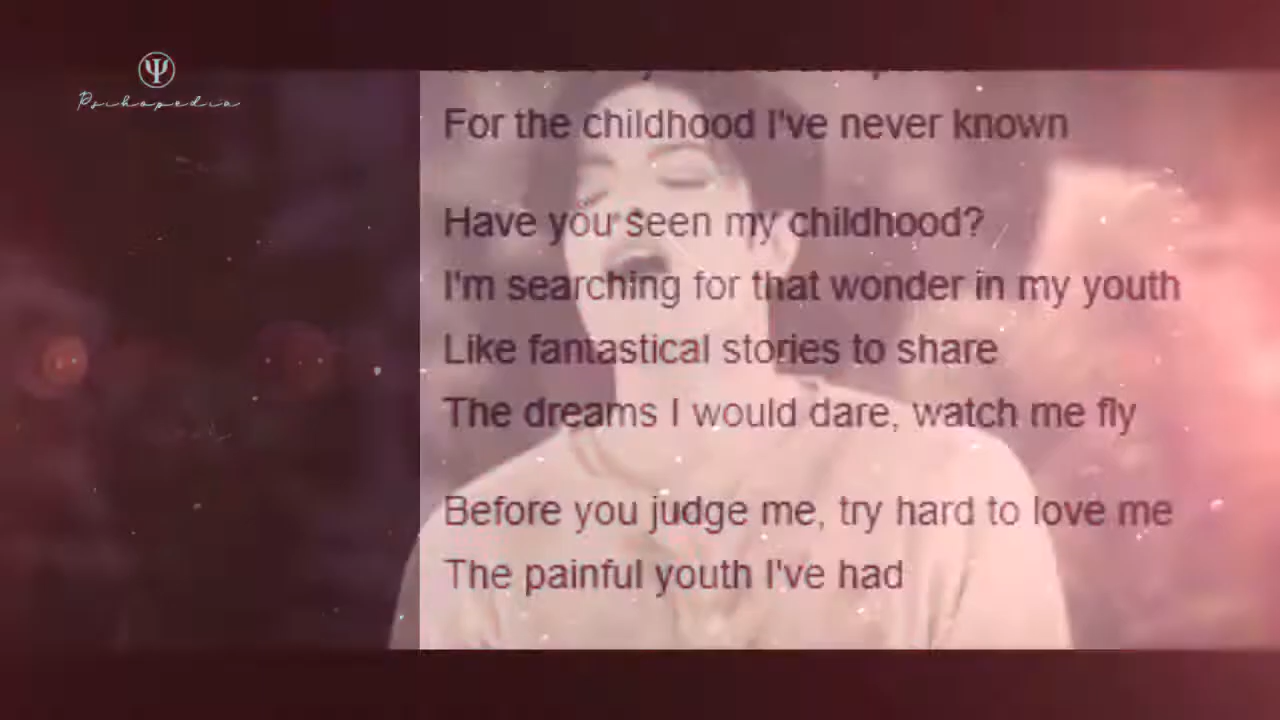 Ψ
Psihopedia
For the childhood I've never known
Have you seen my childhood?
I'm searching for that wonder in my youth
Like fantastical stories to share
The dreams I would dare, watch me fly
Before you judge me, try hard to love me
The painful youth I've had